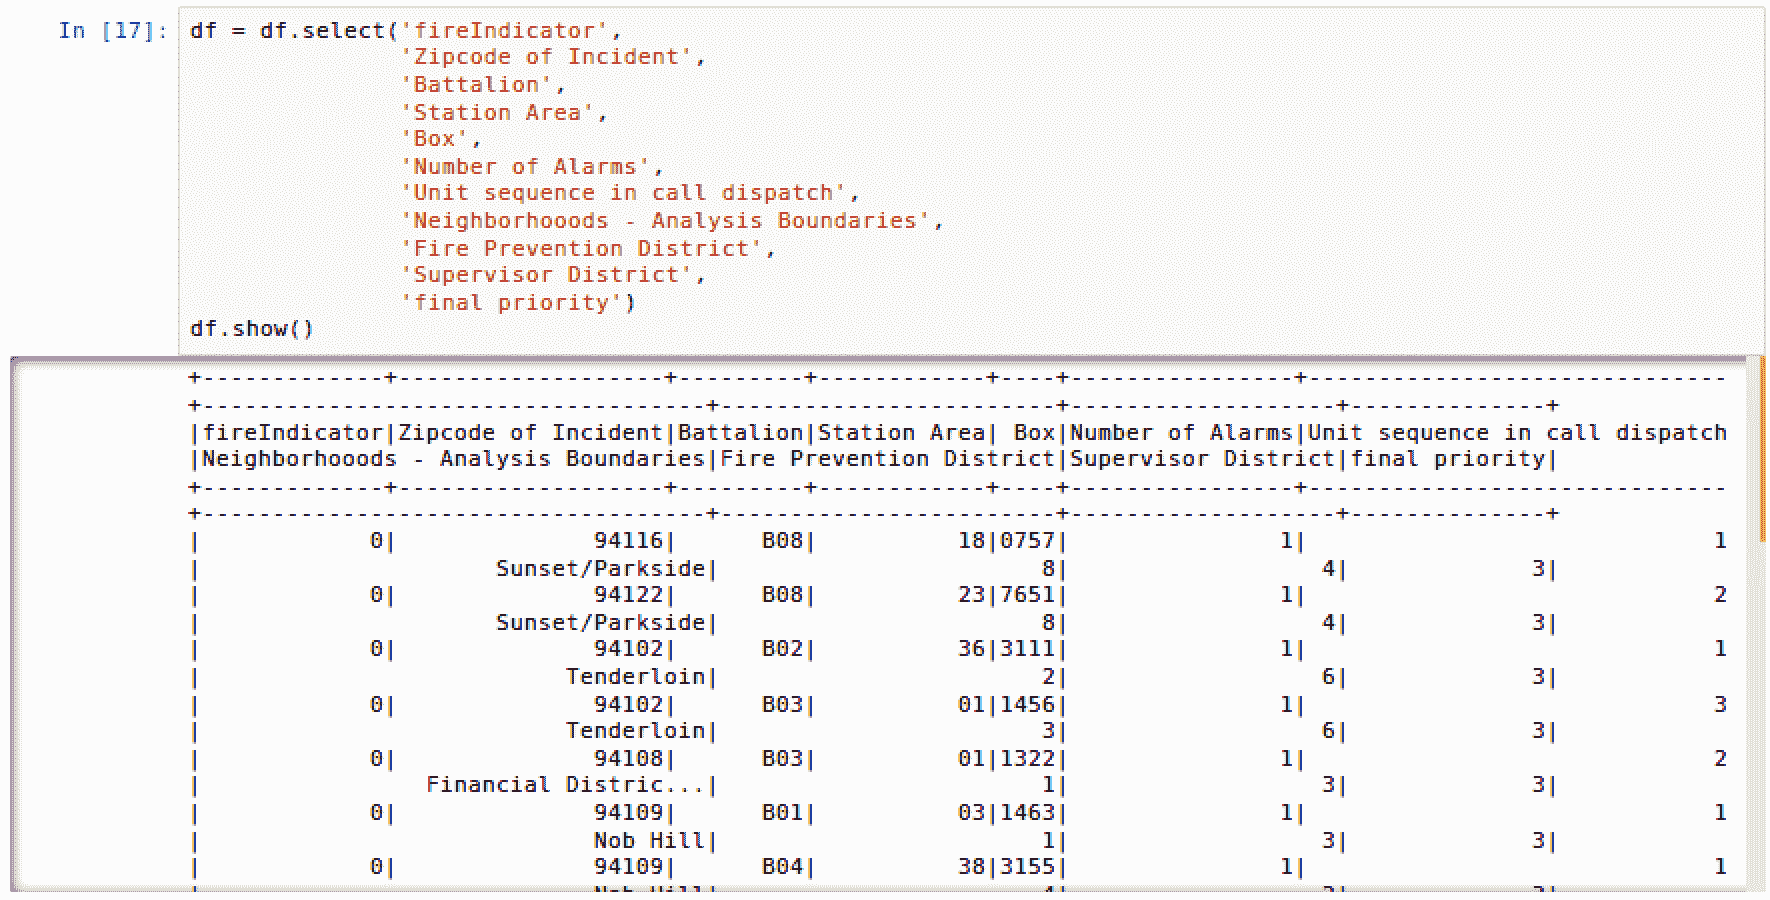 In [17]: df = df.select('fireIndicator',
'Zipcode of Incident',
'Battalion',
'Station Area',
'Box',
'Number of Alarms',
'Unit sequence in call dispatch',
'Neighborhooods - Analysis Boundaries',
'Fire Prevention District',
'Supervisor District',
'final priority')
df.show()
+-------------+-------------------+---------+------------+----+----------------+------------------------------
+------------------------------------+------------------------+-------------------+--------------+
|fireIndicator|Zipcode of Incident|Battalion|Station Area| Box|Number of Alarms|Unit sequence in call dispatch
|Neighborhooods - Analysis Boundaries|Fire Prevention District|Supervisor District|final priority|
+-------------+-------------------+---------+------------+----+----------------+------------------------------
+------------------------------------+------------------------+-------------------+--------------+
| 0| 94116| B08| 18|0757| 1| 1
| Sunset/Parkside| 8| 4| 3|
| 0| 94122| B08| 23|7651| 1| 2
| Sunset/Parkside| 8| 4| 3|
| 0| 94102| B02| 36|3111| 1| 1
| Tenderloin| 2| 6| 3|
| 0| 94102| B03| 01|1456| 1| 3
| Tenderloin| 3| 6| 3|
| 0| 94108| B03| 01|1322| 1| 2
| Financial Distric...| 1| 3| 3|
| 0| 94109| B01| 03|1463| 1| 1
| Nob Hill| 1| 3| 3|
| 0| 94109| B04| 38|3155| 1| 1